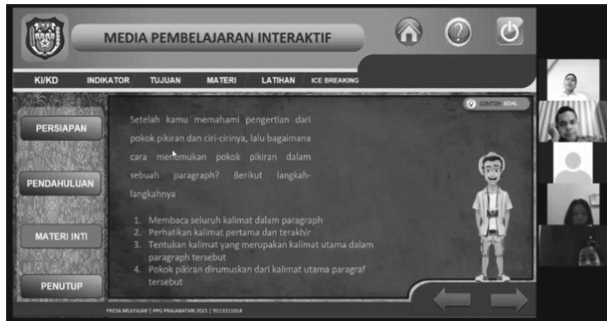 MEDIA PEMBELAJARAN INTERAKTIF
KI/KD INDIKATOR TUJUAN MATERI LATIHAN ICE BREAKING
CONTOH SOAL
PERSIAPAN
PENDAHULUAN
MATERI INTI
PENUTUP
Setelah kamu memahami pengertian dari
pokok pikiran dan ciri-cirinya, lalu bagaimana
cara menemukan pokok pikiran dalam
sebuah paragraph? Berikut langkah-
langkahnya
1. Membaca seluruh kalimat dalam paragraph
2. Perhatikan kalimat pertama dan terakhir
3. Tentukan kalimat yang merupakan kalimat utama dalam
paragraph tersebut
4. Pokok pikiran dirumuskan dari kalimat utama paragraf
tersebut
PPG PRAJABATAN 2021